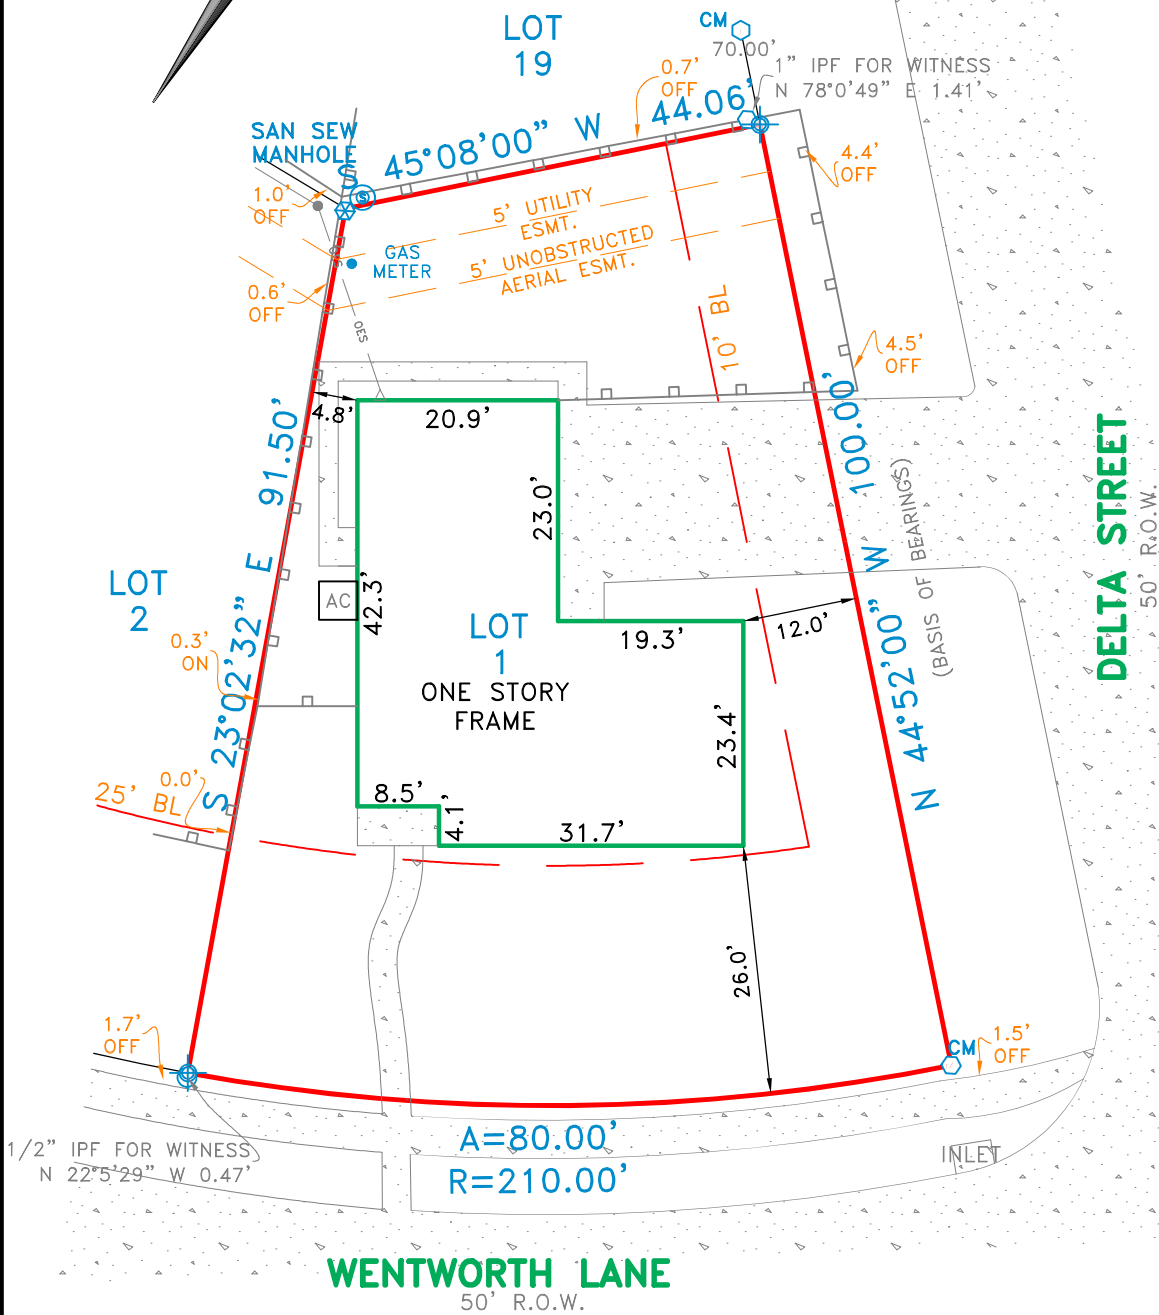 LOT
19
CM
70.00'
1" IPF FOR WITNESS
N 78°0'49" E 1.41'
0.7'
OFF
S 45°08'00" W 44.06'
SAN SEW
MANHOLE
S
1.0'
OFF
4.4'
OFF
5' UTILITY
ESMT.
5' UNOBSTRUCTED
AERIAL ESMT.
GAS
METER
0.6'
OFF
OES
OES
10' BL
4.5'
OFF
4.8'
20.9'
S 23°02'32" E 91.50'
23.0'
N 44°52'00" W 100.00'
(BASIS OF BEARINGS)
DELTA STREET
50' R.O.W.
LOT
2
AC
42.3'
LOT
1
ONE STORY
FRAME
19.3'
12.0'
0.3'
ON
23.4'
0.0'
25' BL
8.5'
4.1'
31.7'
26.0'
1.7'
OFF
CM
1.5'
OFF
1/2" IPF FOR WITNESS
N 22°5'29" W 0.47'
A=80.00'
R=210.00'
INLET
WENTWORTH LANE
50' R.O.W.